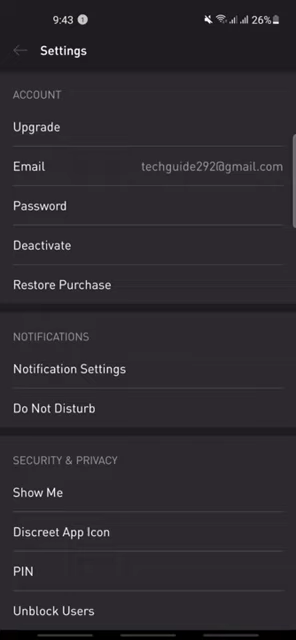 9:43 1 26%
Settings
ACCOUNT
Upgrade
Email techguide292@gmail.com
Password
Deactivate
Restore Purchase
NOTIFICATIONS
Notification Settings
Do Not Disturb
SECURITY & PRIVACY
Show Me
Discreet App Icon
PIN
Unblock Users